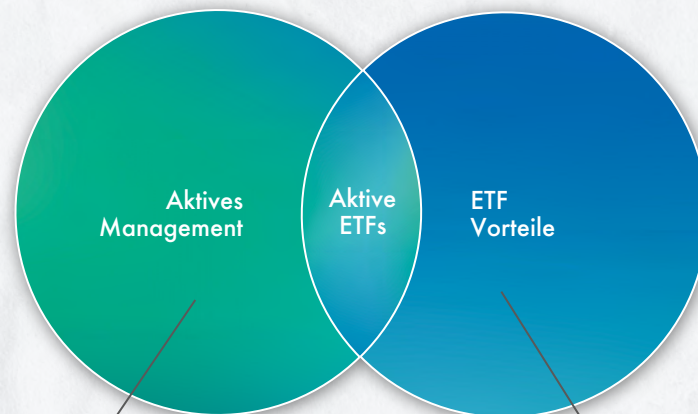 Aktives
Management
Aktive
ETFs
ETF
Vorteile